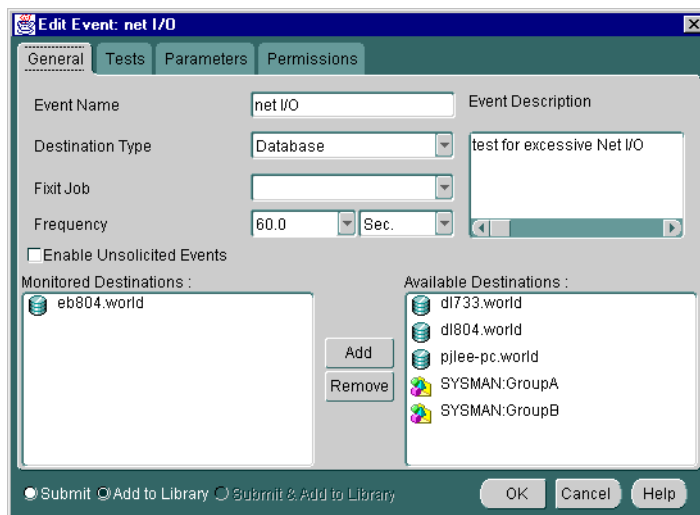 Edit Event: net I/O
General Tests Parameters Permissions
Event Name net I/O Event Description
Destination Type Database test for excessive Net I/O
Fixit Job
Frequency 60.0 Sec.
Enable Unsolicited Events
Monitored Destinations : Available Destinations :
eb804.world dl733.world
dl804.world
Add pjlee-pc.world
Remove SYSMAN:GroupA
SYSMAN:GroupB
Submit Add to Library Submit & Add to Library OK Cancel Help